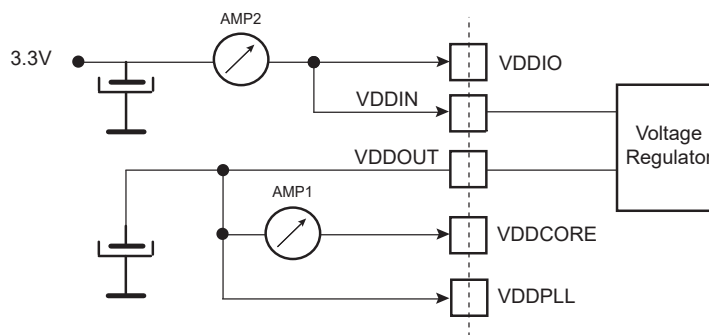 AMP2
3.3V
VDDIO
VDDIN
Voltage
Regulator
VDDOUT
AMP1
VDDCORE
VDDPLL